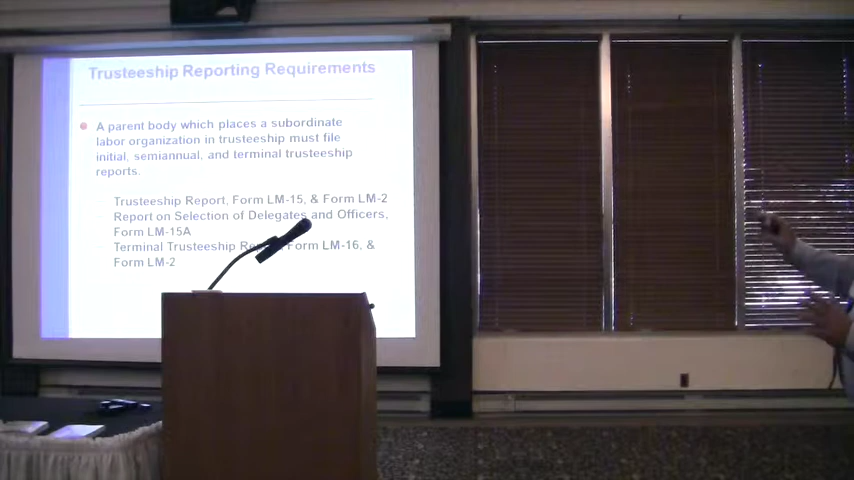 Trusteeship Reporting Requirements
A parent body which places a subordinate
labor organization in trusteeship must file
initial, semiannual, and terminal trusteeship
reports.
Trusteeship Report, Form LM-15, & Form LM-2
Report on Selection of Delegates and Officers,
Form LM-15A
Terminal Trusteeship Form LM-16, &
Form LM-2